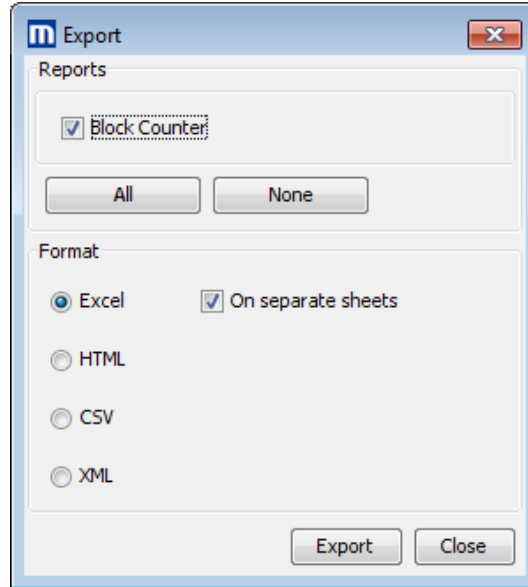 m Export
Reports
Block Counter
All None
Format
Excel On separate sheets
HTML
CSV
XML
Export Close